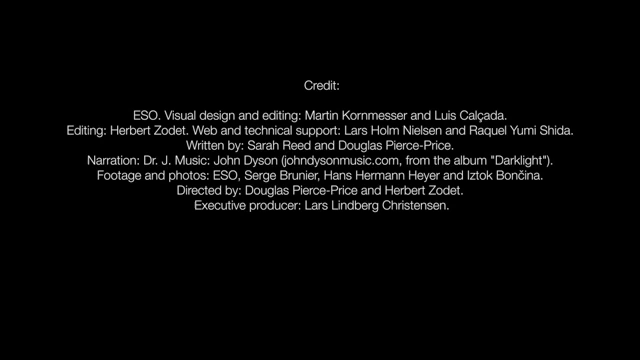 Credit:
ESO. Visual design and editing: Martin Kornmesser and Luis Calçada.
Editing: Herbert Zodet. Web and technical support: Lars Holm Nielsen and Raquel Yumi Shida.
Written by: Sarah Reed and Douglas Pierce-Price.
Narration: Dr. J. Music: John Dyson (johndysonmusic.com, from the album "Darklight").
Footage and photos: ESO, Serge Brunier, Hans Hermann Heyer and Iztok Bončina.
Directed by: Douglas Pierce-Price and Herbert Zodet.
Executive producer: Lars Lindberg Christensen.